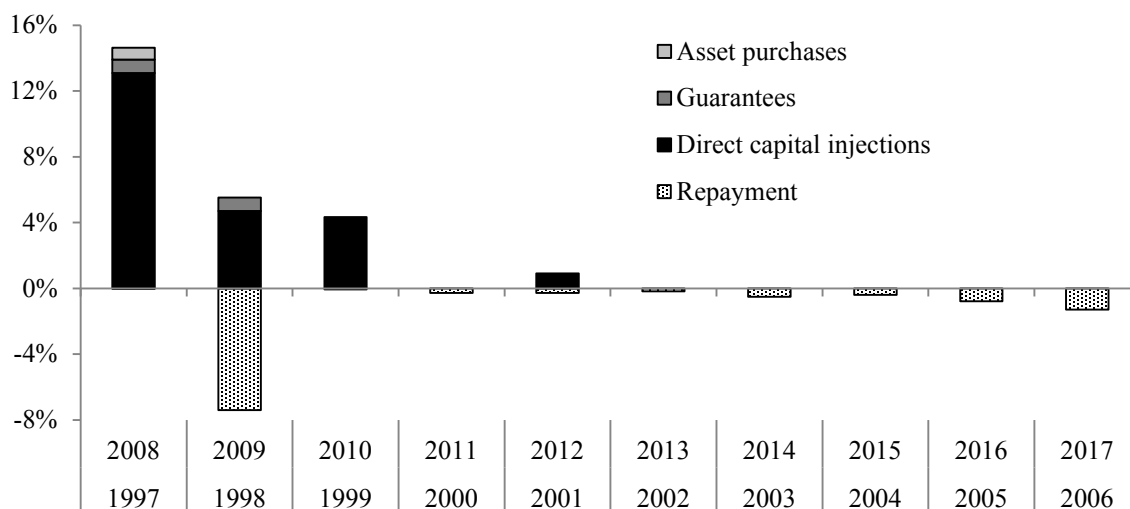 16%
12%
8%
4%
0%
-4%
-8%
Asset purchases
Guarantees
Direct capital injections
Repayment
2008 2009 2010 2011 2012 2013 2014 2015 2016 2017
1997 1998 1999 2000 2001 2002 2003 2004 2005 2006